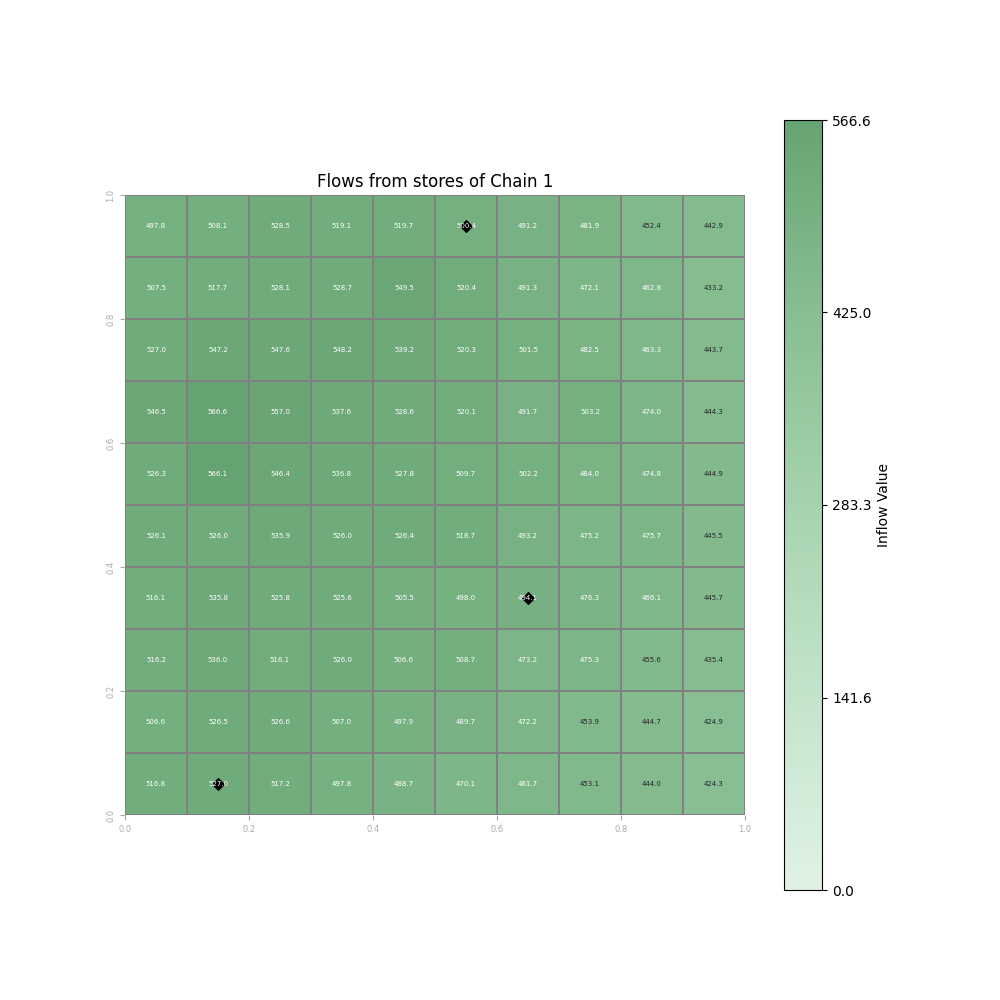 Flows from stores of Chain 1
1.0 497.8 508.1 528.5 519.1 519.7 500.4 491.2 481.9 452.4 442.9
507.5 517.7 528.1 528.7 549.5 520.4 491.3 472.1 462.8 433.2
0.8 527.0 547.2 547.6 548.2 539.2 520.3 501.5 482.5 463.3 443.7
546.5 566.6 557.0 537.6 528.6 520.1 491.7 503.2 474.0 444.3
0.6 526.3 566.1 546.4 536.8 527.8 509.7 502.2 484.0 474.8 444.9
526.1 526.0 535.9 526.0 526.4 518.7 493.2 475.2 475.7 445.5
0.4 516.1 535.8 525.8 525.6 505.5 498.0 476.3 466.1 445.7
516.2 536.0 516.1 526.0 506.6 508.7 473.2 475.3 455.6 435.4
0.2 506.6 526.5 526.6 507.0 497.9 489.7 472.2 453.9 444.7 424.9
516.8 527.0 517.2 497.8 488.7 470.1 461.7 453.1 444.0 424.3
0.0
0.0 0.2 0.4 0.6 0.8 1.0
566.6
425.0
283.3
141.6
0.0
Inflow Value